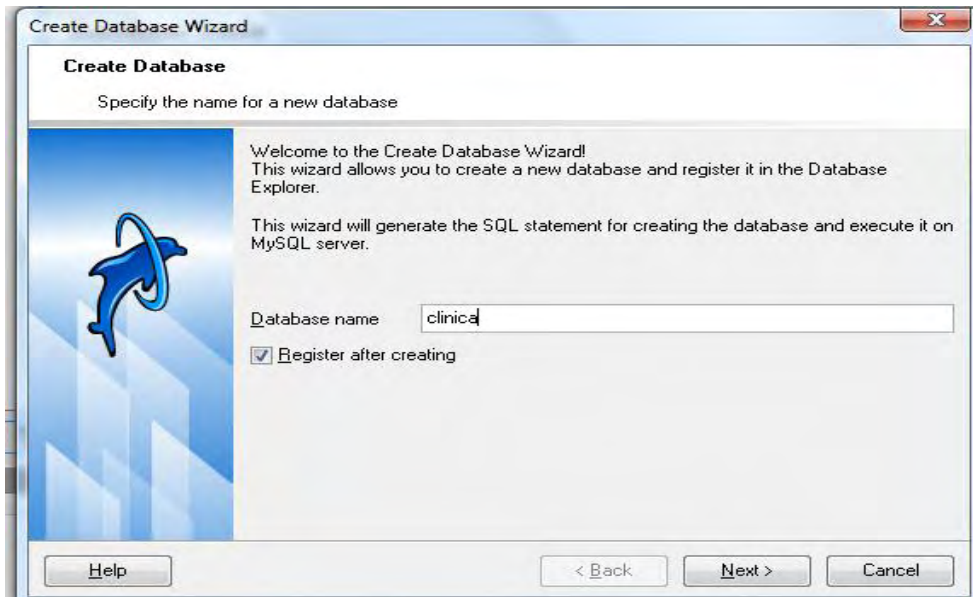 Create Database Wizard
Create Database
Specify the name for a new database
Welcome to the Create Database Wizard!
This wizard allows you to create a new database and register it in the Database
Explorer.
This wizard will generate the SQL statement for creating the database and execute it on
MySQL server.
Database name clinica
Register after creating
Help < Back Next > Cancel